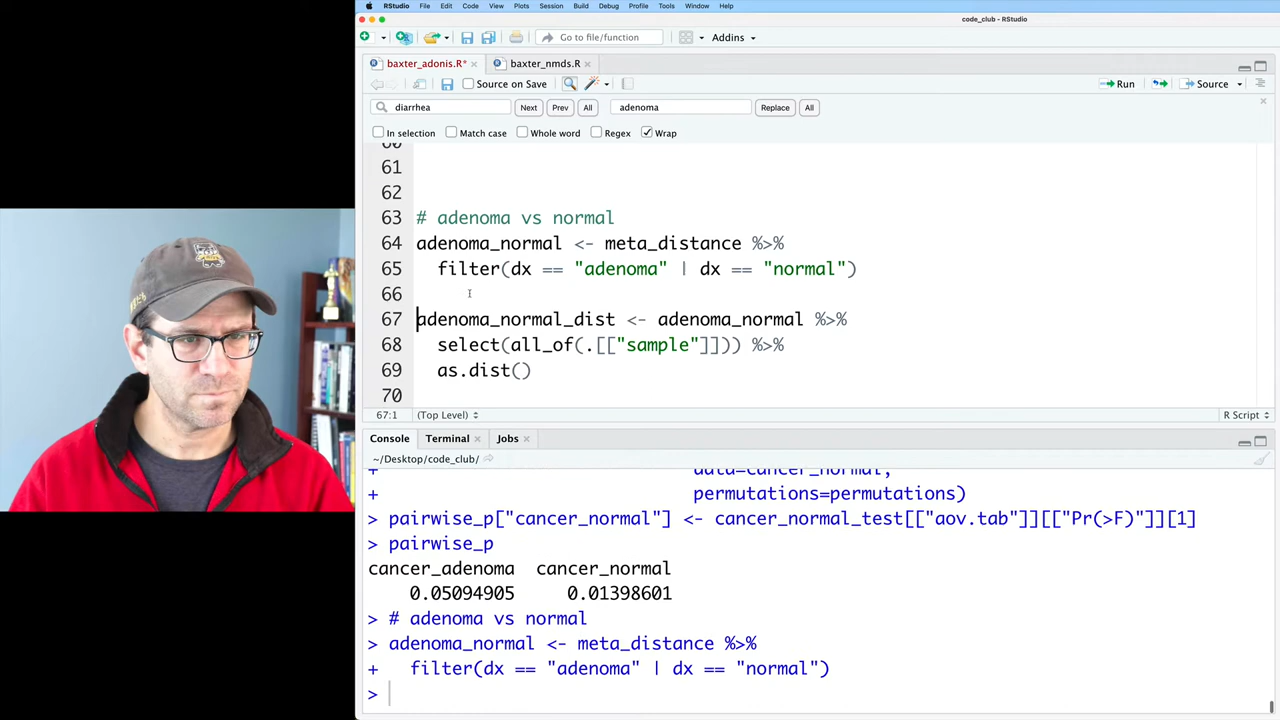 RStudio File Edit Code View Plots Session Build Debug Profile Tools Window Help
code_club - RStudio
Go to file/function Addins
baxter_adonis.R* baxter_nmds.R
Source on Save Run Source
diarrhea Next Prev All adenoma Replace All
In selection Match case Whole word Regex Wrap
60
61
62
63 # adenoma vs normal
64 adenoma_normal <- meta_distance %>%
65 filter(dx == "adenoma" | dx == "normal")
66
67 adenoma_normal_dist <- adenoma_normal %>%
68 select(all_of(.[["sample"]])) %>%
69 as.dist()
70
67:1 (Top Level) R Script
Console Terminal Jobs
~/Desktop/code_club/
+ data=cancer_normal,
+ permutations=permutations)
> pairwise_p["cancer_normal"] <- cancer_normal_test[["aov.tab"]][["Pr(>F)"]][1]
> pairwise_p
cancer_adenoma cancer_normal
0.05094905 0.01398601
> # adenoma vs normal
> adenoma_normal <- meta_distance %>%
+ filter(dx == "adenoma" | dx == "normal")
>